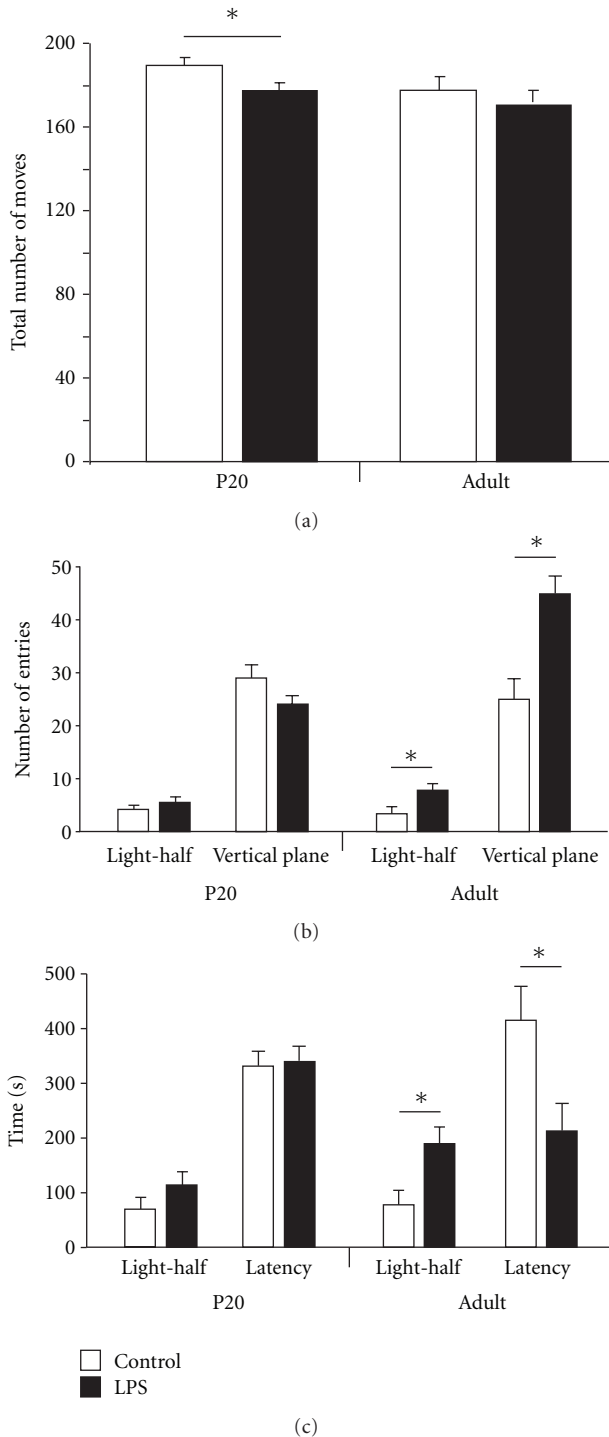 *
200
160
120
80
40
0
Total number of moves
P20 Adult
(a)
*
50
40
30
20
10
0
Number of entries
*
Light-half Vertical plane Light-half Vertical plane
P20 Adult
(b)
*
500
400
300
200
100
0
Time (s)
*
Light-half Latency Light-half Latency
P20 Adult
Control
LPS
(c)